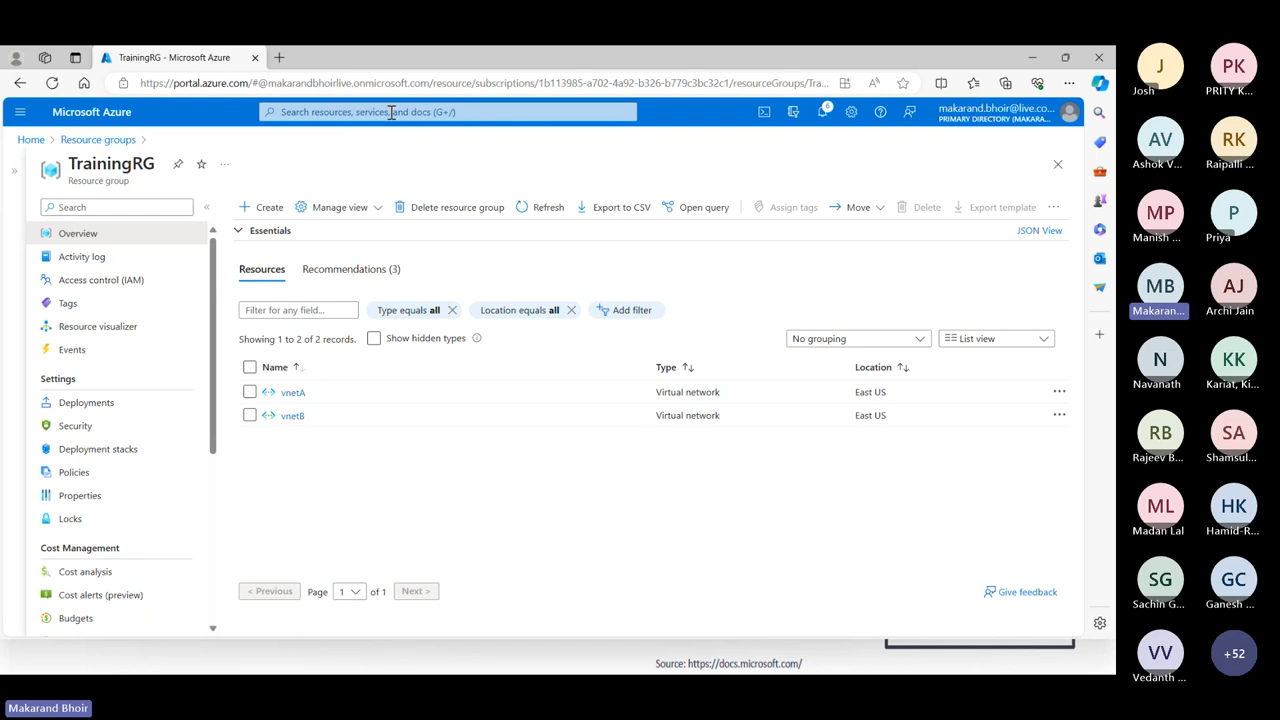 TrainingRG - Microsoft Azure
https://portal.azure.com/#@makarandbhoirlive.onmicrosoft.com/resource/subscriptions/1b113985-a702-4a92-b326-b779c3bc32c1/resourceGroups/Tra...
Microsoft Azure
Search resources, services, and docs (G+/)
6
makarand.bhoir@live.co...
PRIMARY DIRECTORY (MAKARA...
Home > Resource groups >
TrainingRG
Resource group
Search
Overview
Activity log
Access control (IAM)
Tags
Resource visualizer
Events
Settings
Deployments
Security
Deployment stacks
Policies
Properties
Locks
Cost Management
Cost analysis
Cost alerts (preview)
Budgets
Create Manage view Delete resource group Refresh Export to CSV Open query Assign tags Move Delete Export template
Essentials
JSON View
Resources Recommendations (3)
Filter for any field... Type equals all Location equals all Add filter
Showing 1 to 2 of 2 records. Show hidden types
No grouping List view
Name Type Location
vnetA Virtual network East US
vnetB Virtual network East US
< Previous Page 1 of 1 Next >
Give feedback
Source: https://docs.microsoft.com/
Makarand Bhoir
J PK
Josh PRITY K...
AV RK
Ashok V... Raipalli ...
MP P
Manish ... Priya
MB AJ
Makaran... Archi Jain
N KK
Navanath Kariat, Ki...
RB SA
Rajeev B... Shamsul...
ML HK
Madan Lal Hamid-R...
SG GC
Sachin G... Ganesh ...
VV +52
Vedanth ...